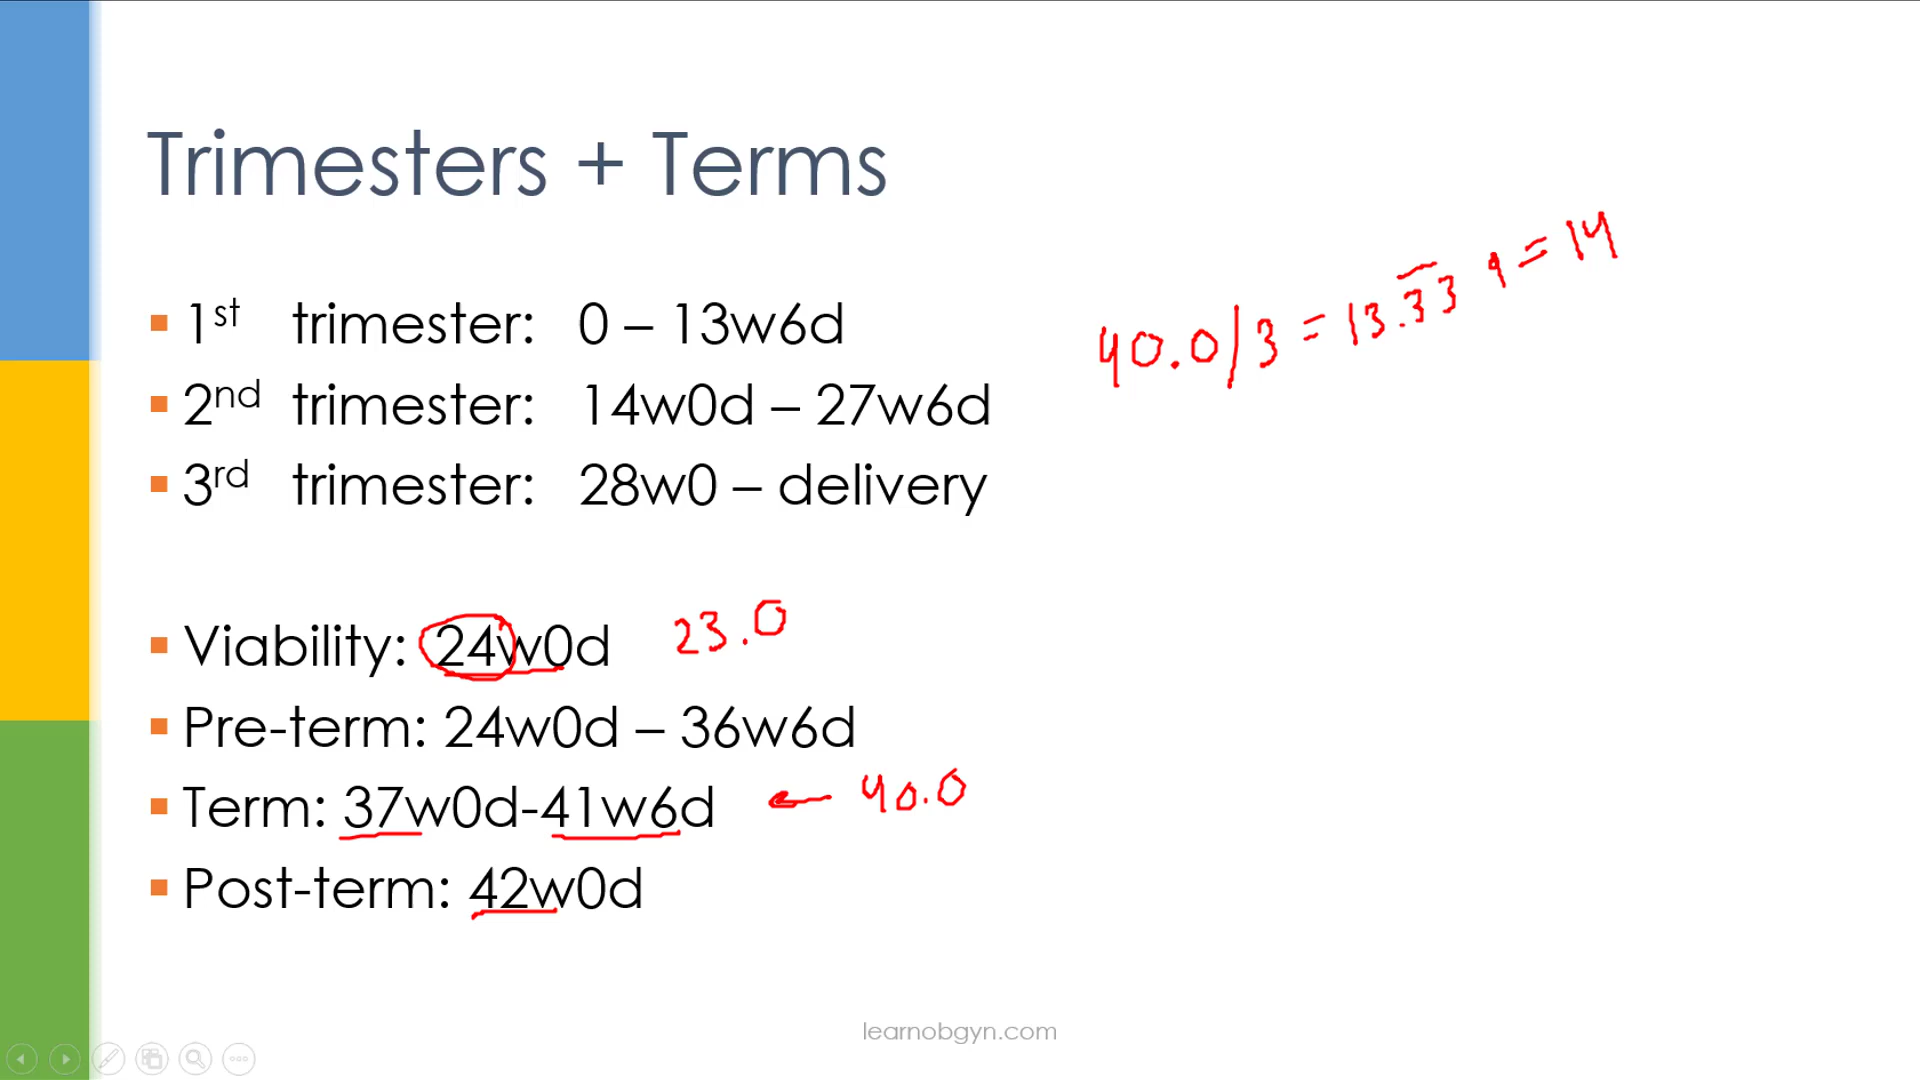 Trimesters + Terms
1st trimester: 0 – 13w6d
2nd trimester: 14w0d – 27w6d
3rd trimester: 28w0 – delivery
40.0/3 = 13.33 = 14
Viability: 24w0d 23.0
Pre-term: 24w0d – 36w6d
Term: 37w0d-41w6d ← 40.0
Post-term: 42w0d
learnobgyn.com